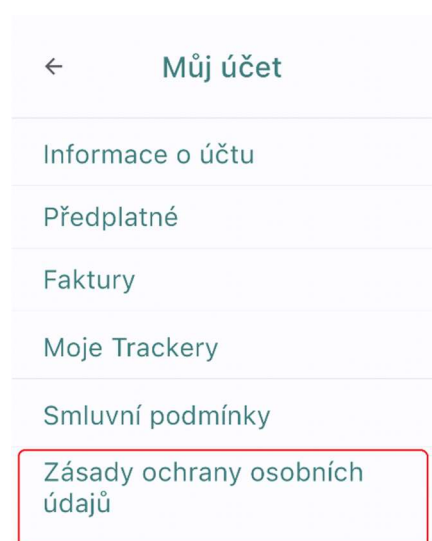 ← Můj účet
Informace o účtu
Předplatné
Faktury
Moje Trackery
Smluvní podmínky
Zásady ochrany osobních
údajů